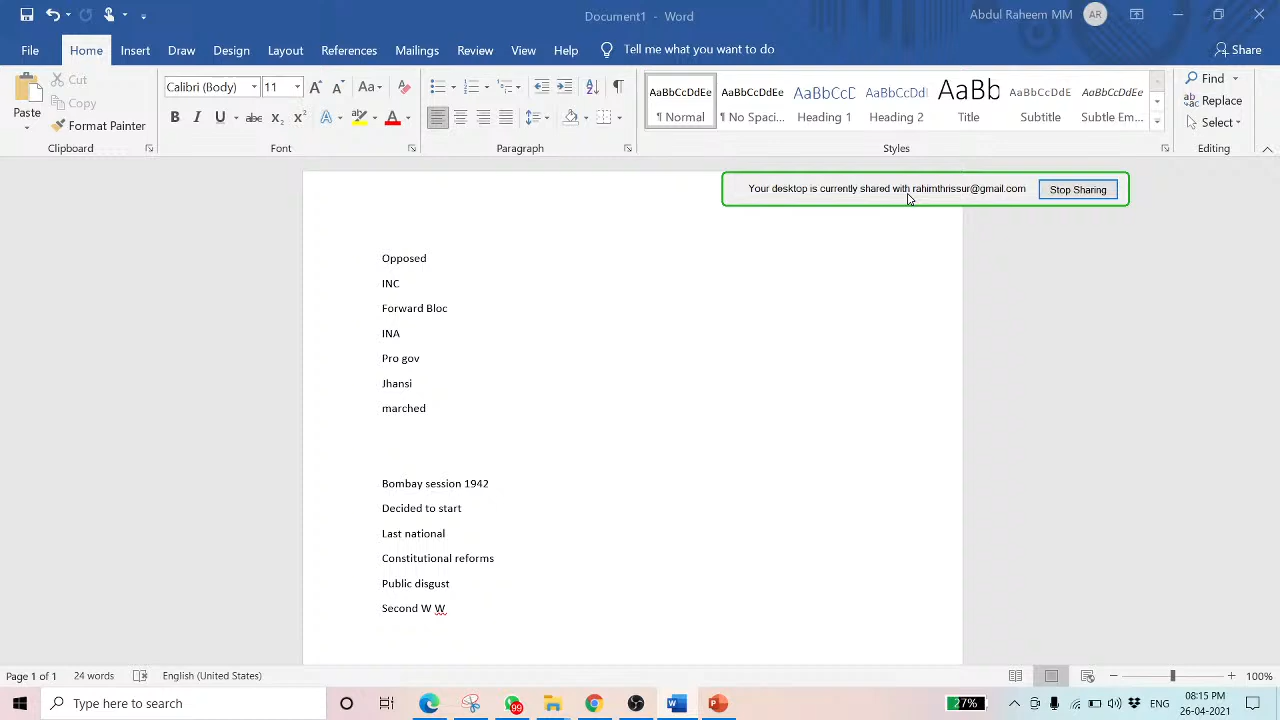 Document1 - Word
Abdul Raheem MM AR
File Home Insert Draw Design Layout References Mailings Review View Help Tell me what you want to do Share
Paste
Cut
Copy
Format Painter
Clipboard
Calibri (Body) 11
Font
Paragraph
AaBbCcDdEe
¶ Normal
AaBbCcDdEe
¶ No Spaci...
AaBbCcC
Heading 1
AaBbCcDdI
Heading 2
AaBb
Title
AaBbCcDdE
Subtitle
AaBbCcDdEe
Subtle Em...
Styles
Find
Replace
Select
Editing
Your desktop is currently shared with rahimthrissur@gmail.com Stop Sharing
Opposed
INC
Forward Bloc
INA
Pro gov
Jhansi
marched
Bombay session 1942
Decided to start
Last national
Constitutional reforms
Public disgust
Second W W
Page 1 of 1 24 words English (United States) 100%
Type here to search
99
27%
ENG
08:15 PM
26-04-2021